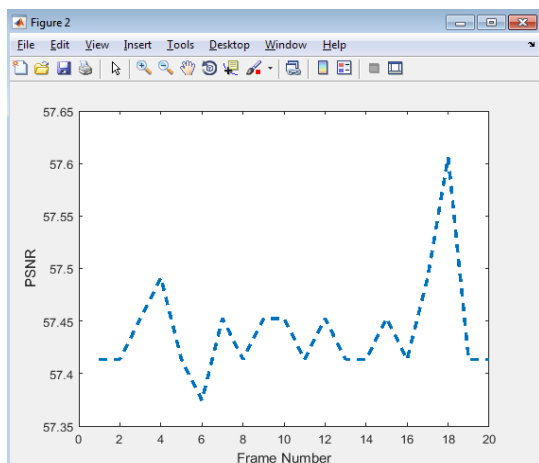 Figure 2
File Edit View Insert Tools Desktop Window Help
57.65
57.6
57.55
57.5
57.45
57.4
57.35
PSNR
0 2 4 6 8 10 12 14 16 18 20
Frame Number